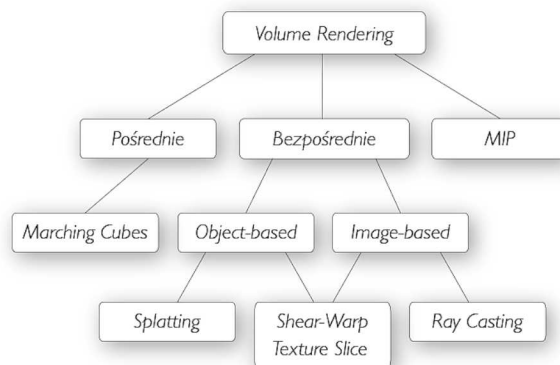 Volume Rendering
Pośrednie
Bezpośrednie
MIP
Marching Cubes
Object-based
Image-based
Splatting
Shear-Warp
Texture Slice
Ray Casting